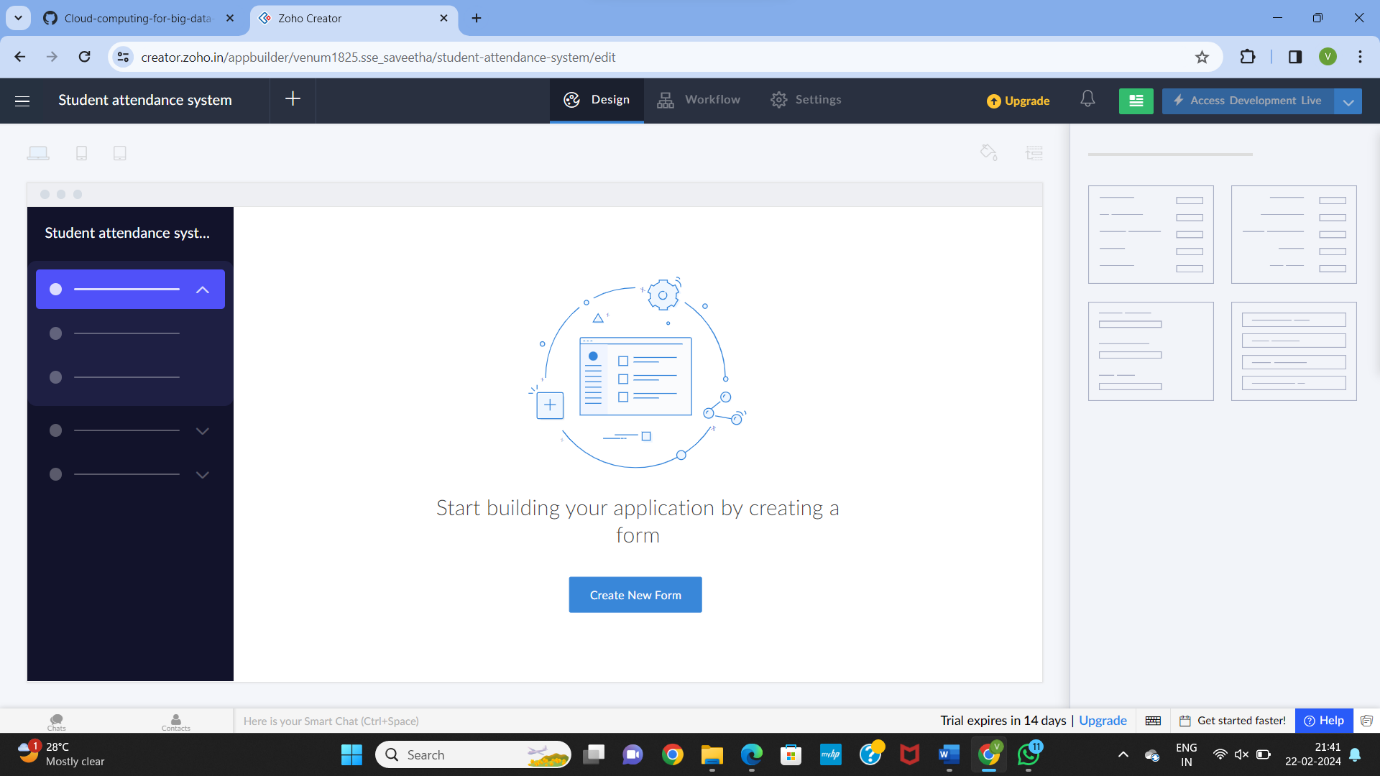 Cloud-computing-for-big-data-
Zoho Creator
creator.zoho.in/appbuilder/venum1825.sse_saveetha/student-attendance-system/edit
V
Student attendance system
Design
Workflow
Settings
Upgrade
Access Development Live
Student attendance syst...
Start building your application by creating a
form
Create New Form
Chats
Contacts
Here is your Smart Chat (Ctrl+Space)
Trial expires in 14 days | Upgrade
Get started faster!
Help
1
28°C
Mostly clear
Search
myhp
V
11
ENG
IN
21:41
22-02-2024